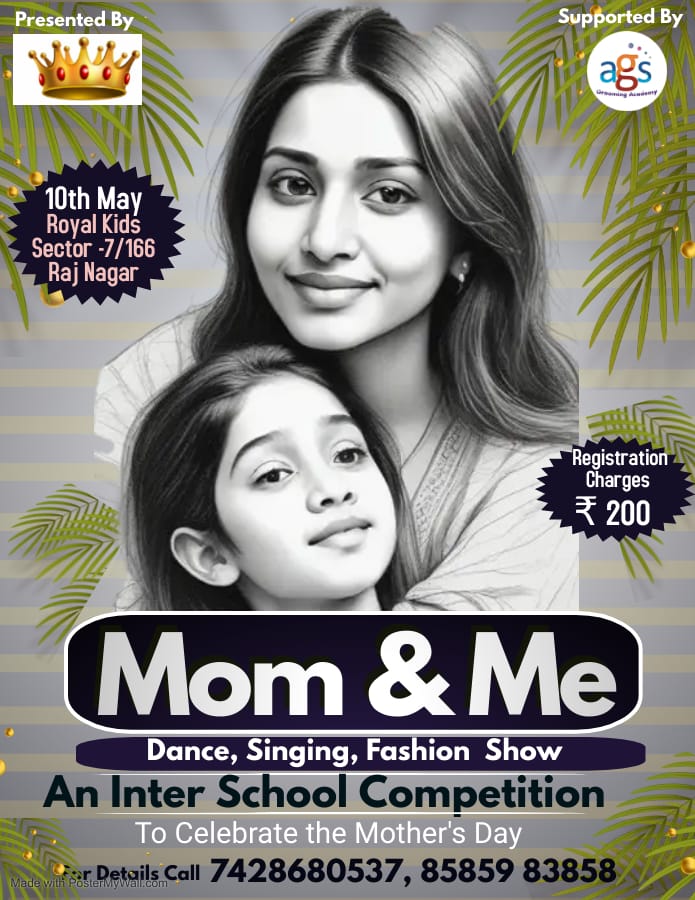 Presented By
Supported By
ags
Grooming Academy
10th May
Royal Kids
Sector -7/166
Raj Nagar
Registration
Charges
₹ 200
Mom & Me
Dance, Singing, Fashion Show
An Inter School Competition
To Celebrate the Mother's Day
For Details Call 7428680537, 85859 83858
Made with PosterMyWall.com